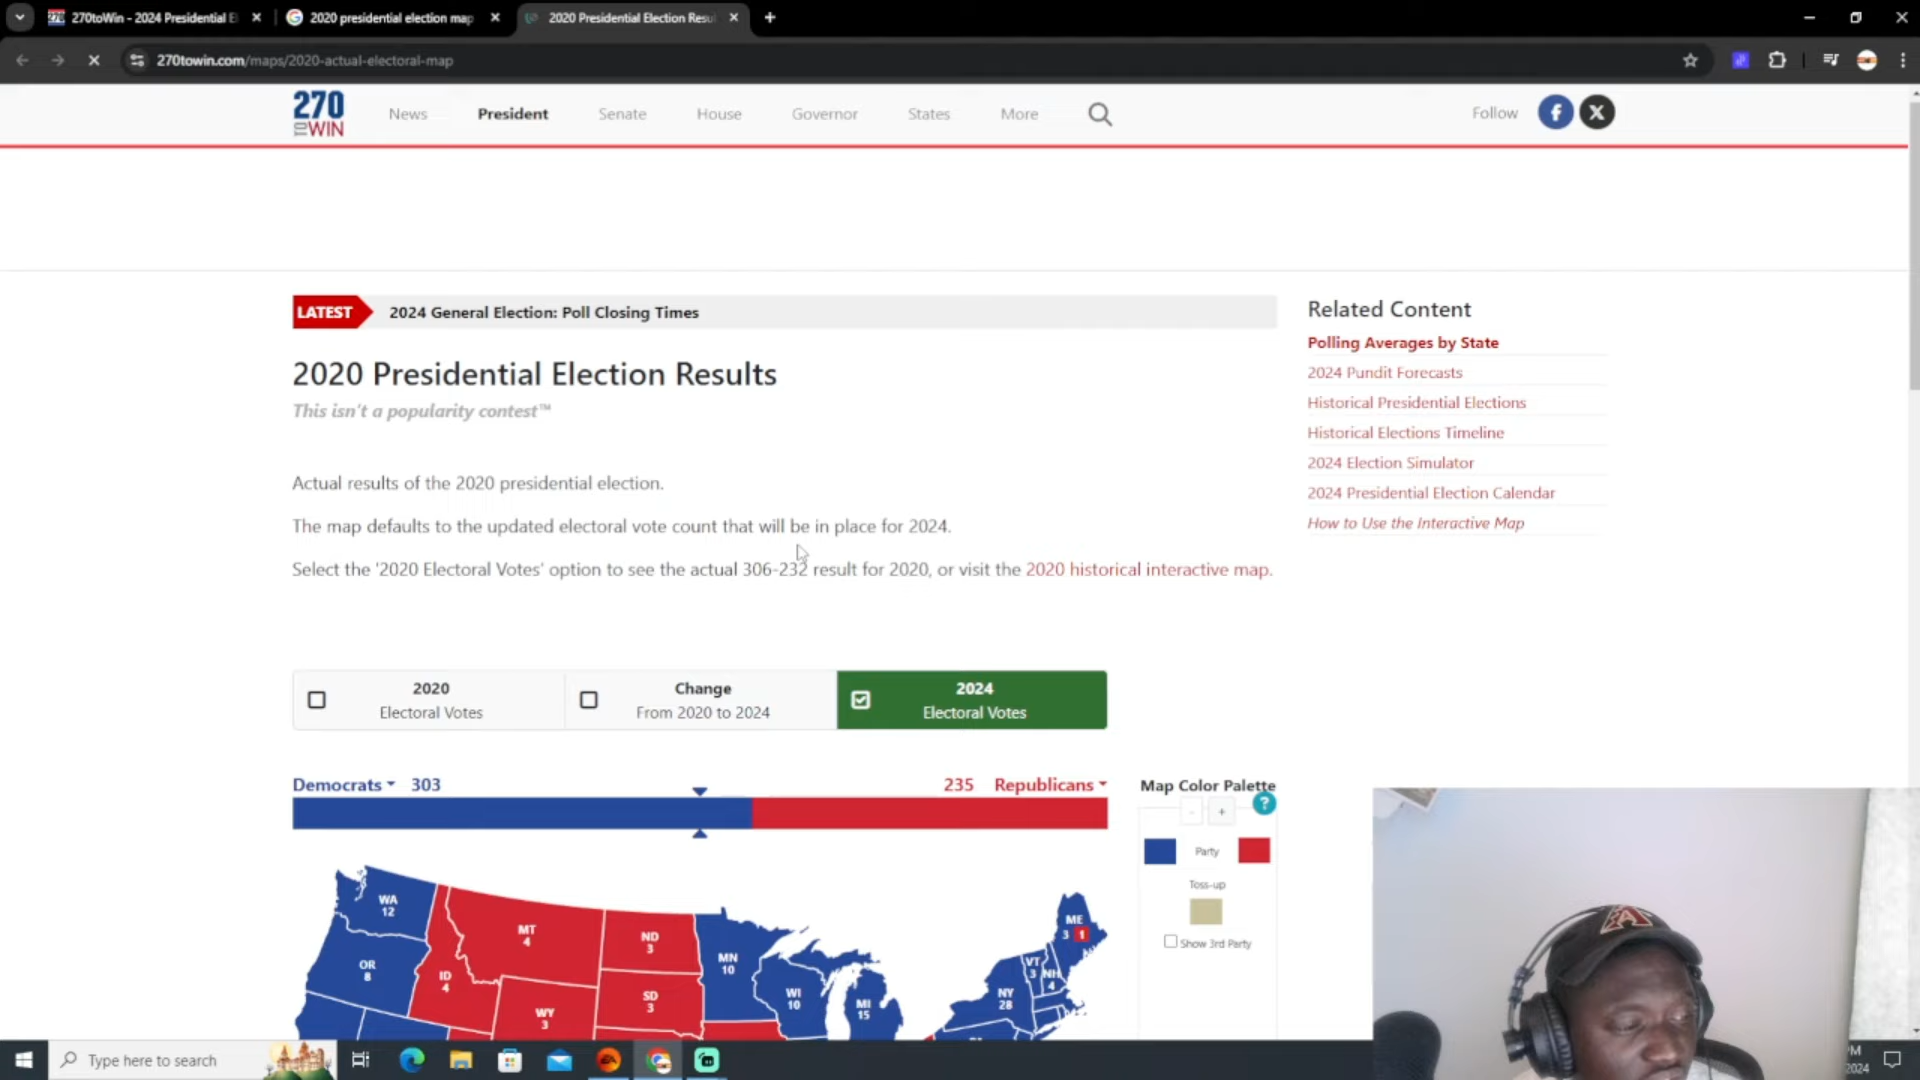 270toWin - 2024 Presidential E
2020 presidential election map
2020 Presidential Election Resu
270towin.com/maps/2020-actual-electoral-map
270 TO WIN
News
President
Senate
House
Governor
States
More
Follow
LATEST
2024 General Election: Poll Closing Times
2020 Presidential Election Results
This isn't a popularity contest™
Actual results of the 2020 presidential election.
The map defaults to the updated electoral vote count that will be in place for 2024.
Select the '2020 Electoral Votes' option to see the actual 306-232 result for 2020, or visit the 2020 historical interactive map.
Related Content
Polling Averages by State
2024 Pundit Forecasts
Historical Presidential Elections
Historical Elections Timeline
2024 Election Simulator
2024 Presidential Election Calendar
How to Use the Interactive Map
2020
Electoral Votes
Change
From 2020 to 2024
2024
Electoral Votes
Democrats 303
235 Republicans
Map Color Palette
?
- +
Party
Toss-up
Show 3rd Party
WA
12
OR
8
MT
4
ID
4
WY
3
ND
3
SD
3
MN
10
WI
10
MI
15
NY
28
VT
3
NH
4
ME
3 1
A
Type here to search
2024